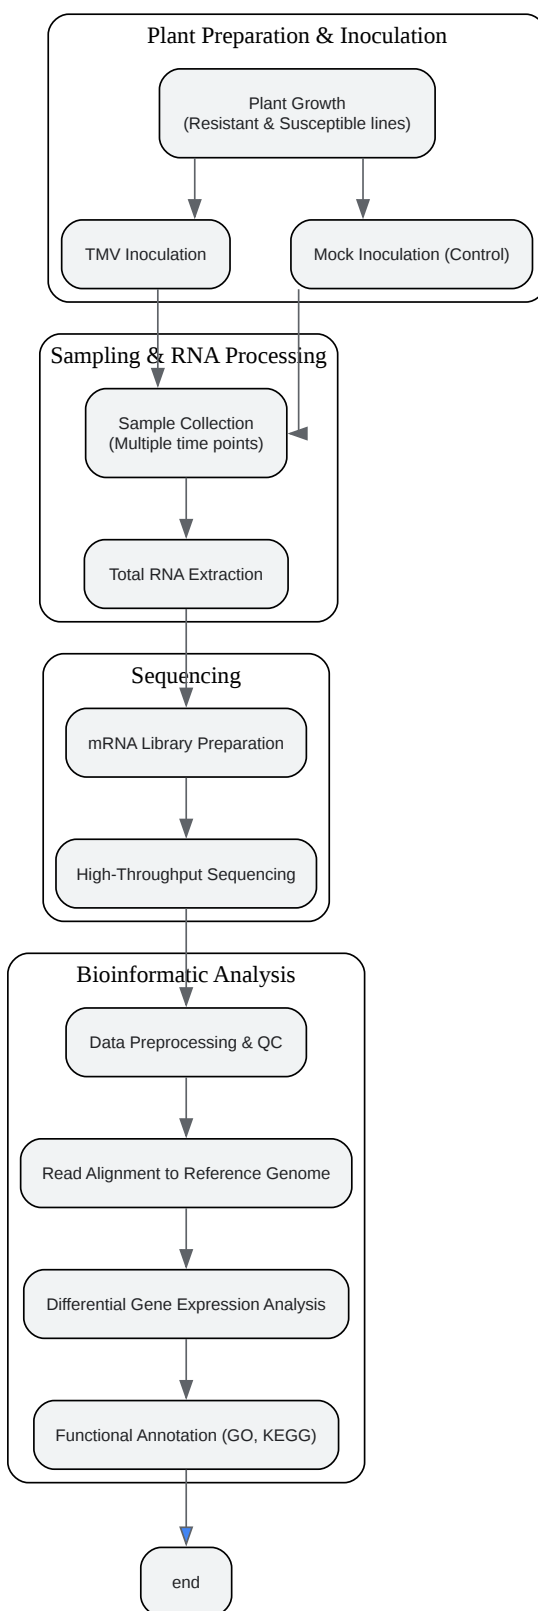 Plant Preparation & Inoculation
Plant Growth
(Resistant & Susceptible lines)
TMV Inoculation
Mock Inoculation (Control)
Sampling & RNA Processing
Sample Collection
(Multiple time points)
Total RNA Extraction
Sequencing
mRNA Library Preparation
High-Throughput Sequencing
Bioinformatic Analysis
Data Preprocessing & QC
Read Alignment to Reference Genome
Differential Gene Expression Analysis
Functional Annotation (GO, KEGG)
end